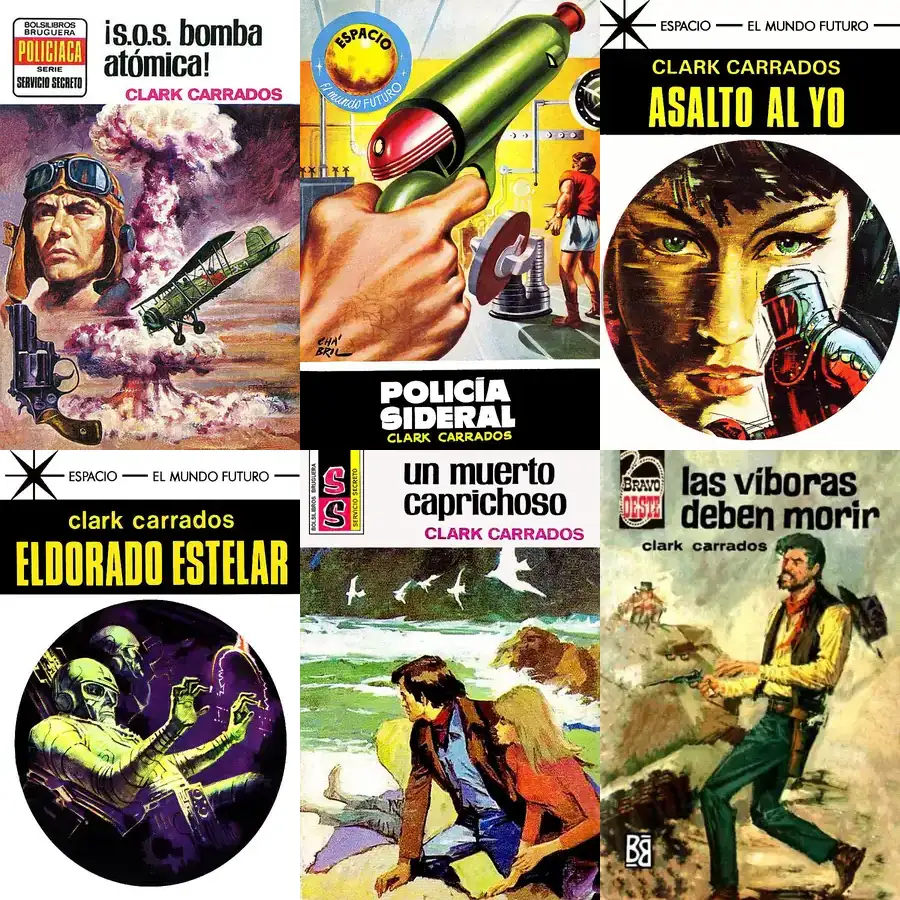 BOLSILIBROS
BRUGUERA
POLICIACA
SERIE
SERVICIO SECRETO
¡s.o.s. bomba
atómica!
CLARK CARRADOS
ESPACIO
El mundo FUTURO
CHA'
BRIL
POLICÍA
SIDERAL
CLARK CARRADOS
ESPACIO — EL MUNDO FUTURO
CLARK CARRADOS
ASALTO AL YO
ESPACIO — EL MUNDO FUTURO
clark carrados
ELDORADO ESTELAR
BOLSILIBROS BRUGUERA
SS
SERVICIO SECRETO
un muerto
caprichoso
CLARK CARRADOS
BRAVO
OESTE
las víboras
deben morir
clark carrados
BB